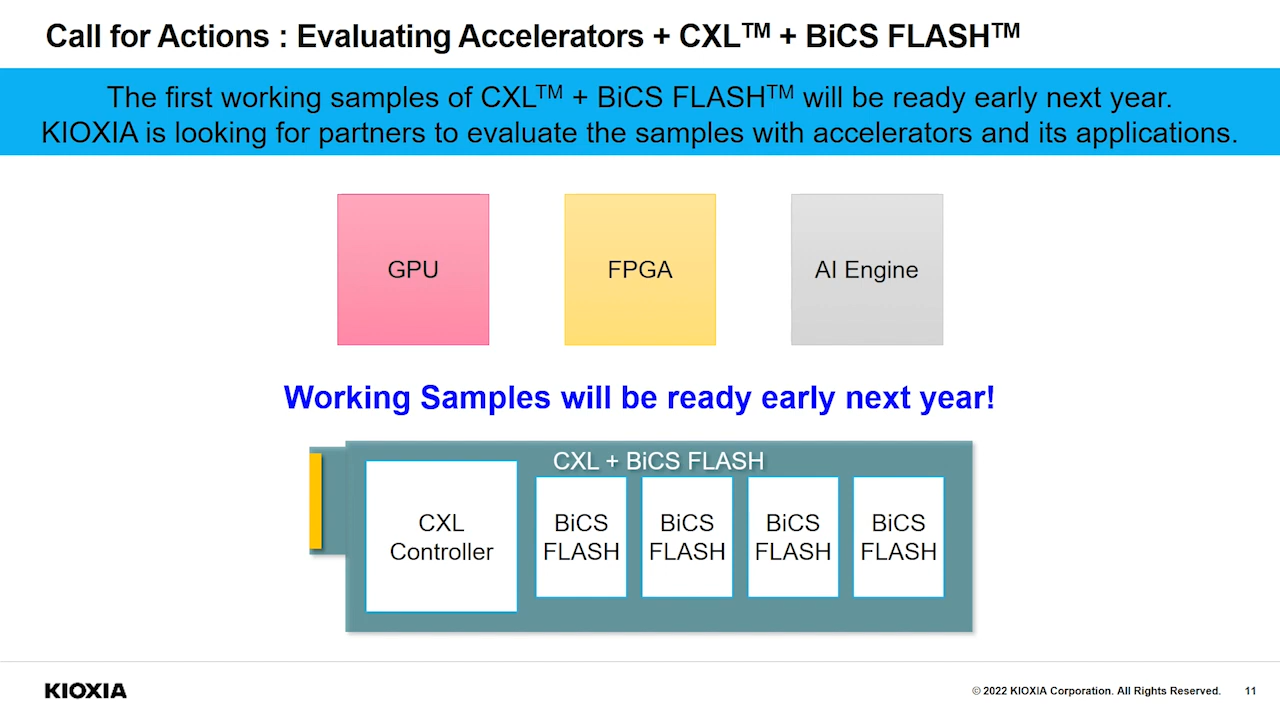 Call for Actions : Evaluating Accelerators + CXL™ + BiCS FLASH™
The first working samples of CXL™ + BiCS FLASH™ will be ready early next year.
KIOXIA is looking for partners to evaluate the samples with accelerators and its applications.
GPU
FPGA
AI Engine
Working Samples will be ready early next year!
CXL + BiCS FLASH
CXL
Controller
BiCS
FLASH
BiCS
FLASH
BiCS
FLASH
BiCS
FLASH
KIOXIA
© 2022 KIOXIA Corporation. All Rights Reserved.
11